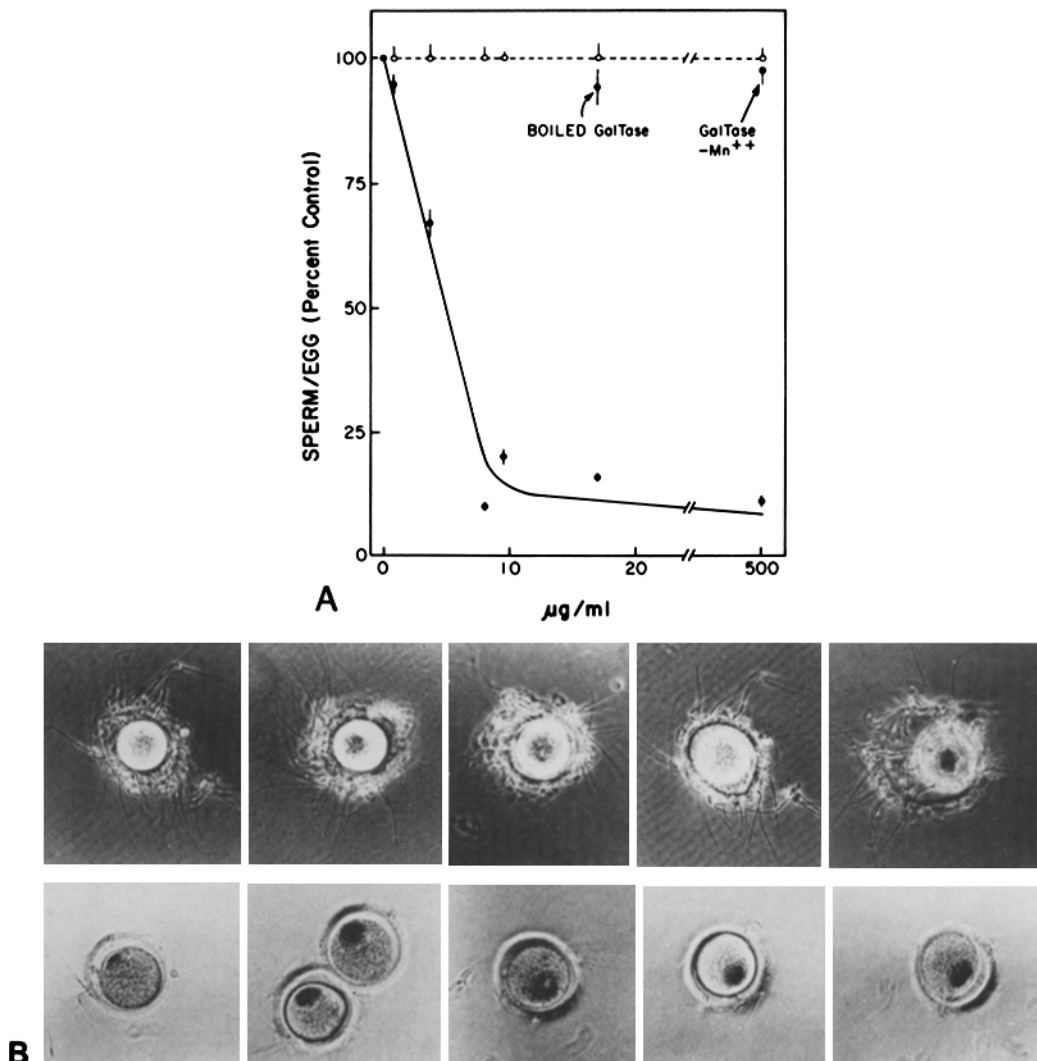 SPERM/EGG (Percent Control)
100
75
50
25
0
BOILED GalTase
GalTase
-Mn++
0
10
20
500
µg/ml
A
B